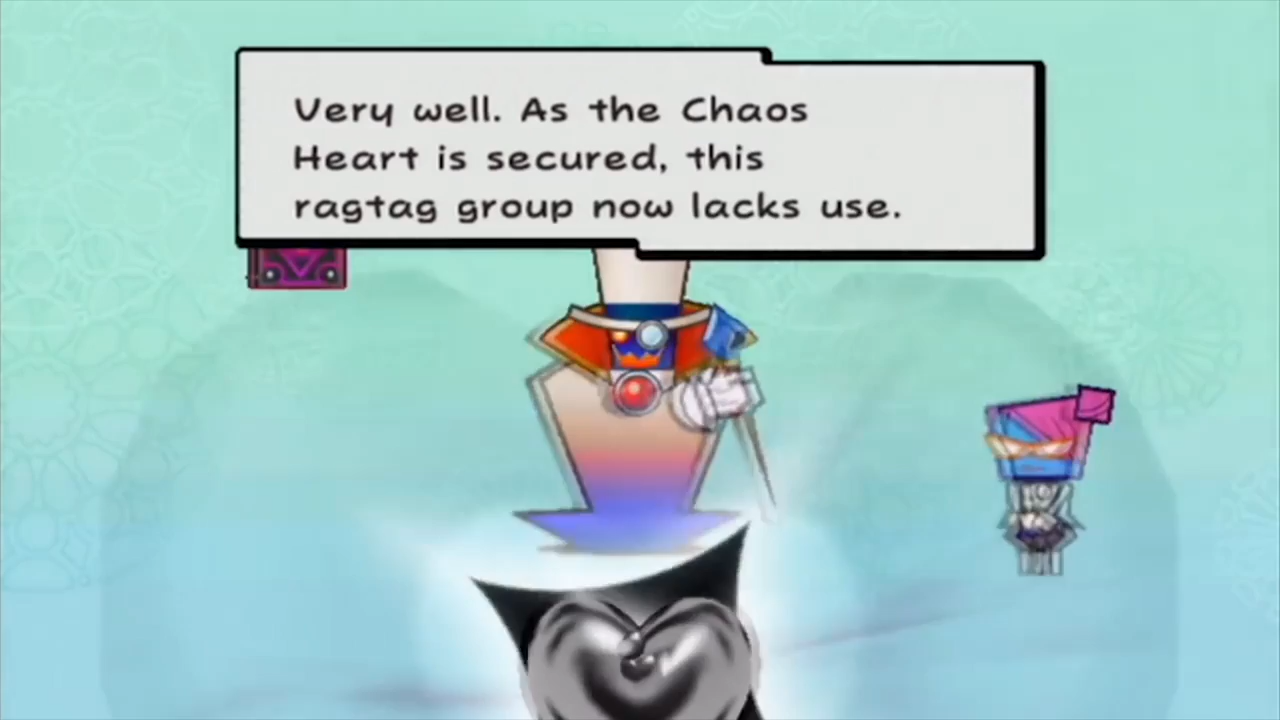 Very well. As the Chaos
Heart is secured, this
ragtag group now lacks use.